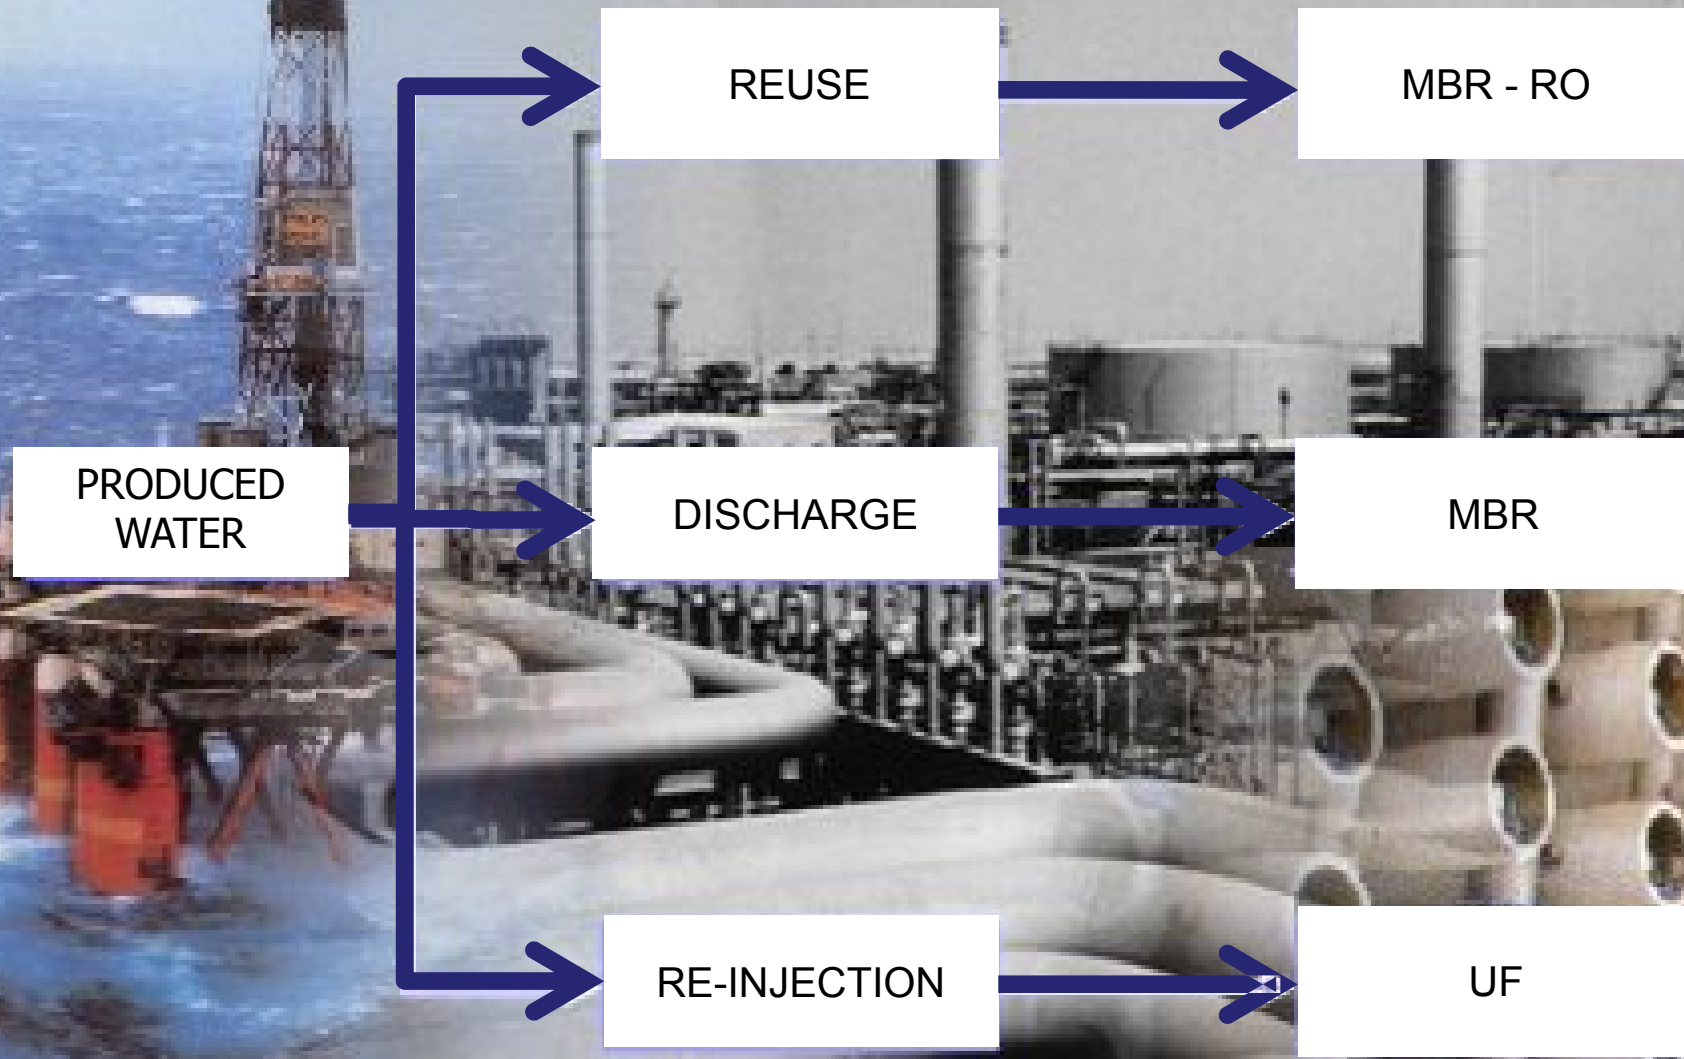 REUSE
MBR - RO
PRODUCED
WATER
DISCHARGE
MBR
RE-INJECTION
UF